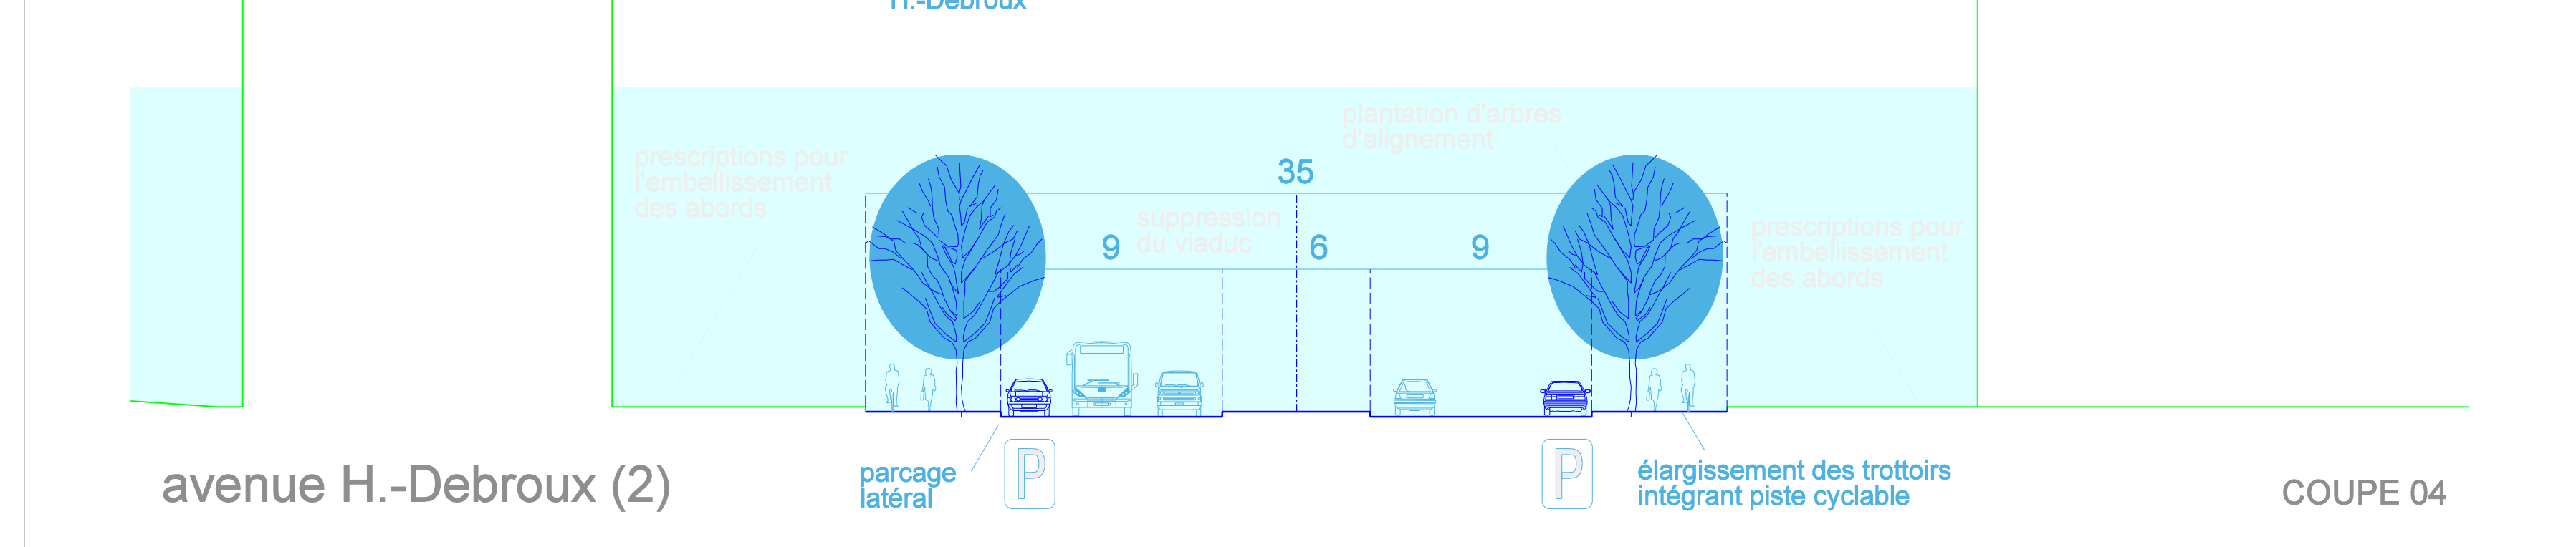 H.-Debroux
plantation d'arbres
d'alignement
prescriptions pour
l'embellissement
des abords
35
suppression
du viaduc
9
6
9
prescriptions pour
l'embellissement
des abords
P
P
parcage
latéral
élargissement des trottoirs
intégrant piste cyclable
avenue H.-Debroux (2)
COUPE 04